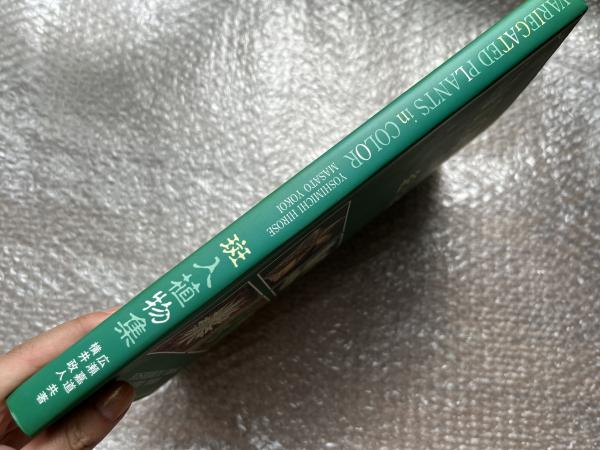 VARIEGATED PLANTS in COLOR
YOSHIMICHI HIROSE
MASATO YOKOI
斑入植物集
広瀬嘉道
横井政人 共著